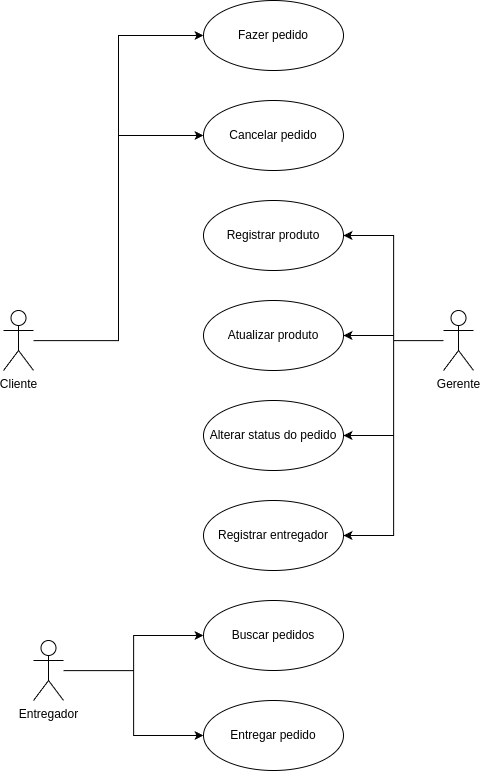 Fazer pedido
Cancelar pedido
Registrar produto
Atualizar produto
Cliente
Gerente
Alterar status do pedido
Registrar entregador
Buscar pedidos
Entregador
Entregar pedido